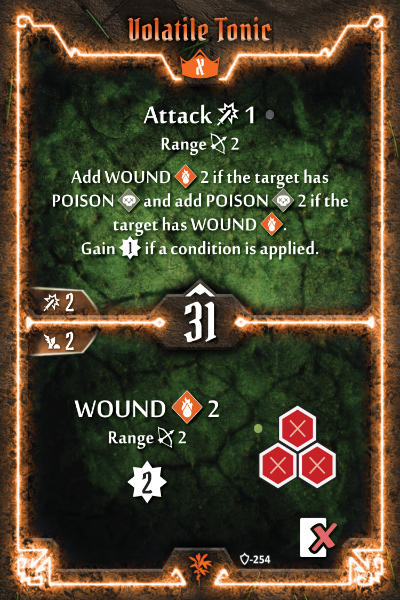 Volatile Tonic
X
Attack 1
Range 2
Add WOUND 2 if the target has
POISON and add POISON 2 if the
target has WOUND .
Gain 1 if a condition is applied.
2
31
2
WOUND 2
Range 2
2
-254